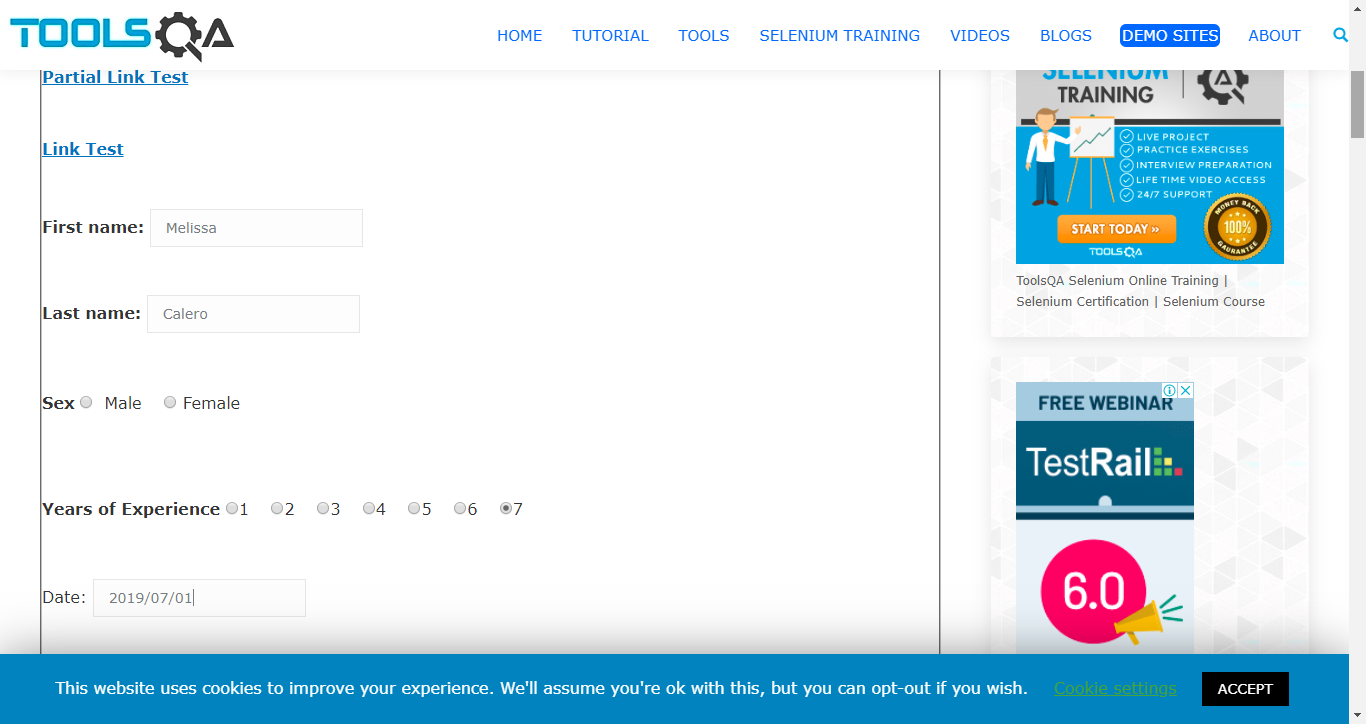 TOOLSQA
HOME TUTORIAL TOOLS SELENIUM TRAINING VIDEOS BLOGS DEMO SITES ABOUT
Partial Link Test
Link Test
First name: Melissa
Last name: Calero
Sex Male Female
Years of Experience 1 2 3 4 5 6 7
Date: 2019/07/01
SELENIUM
TRAINING
LIVE PROJECT
PRACTICE EXERCISES
INTERVIEW PREPARATION
LIFE TIME VIDEO ACCESS
24/7 SUPPORT
START TODAY »
TOOLSQA
MONEY BACK
100%
GAURANTEE
ToolsQA Selenium Online Training |
Selenium Certification | Selenium Course
FREE WEBINAR
TestRail
6.0
This website uses cookies to improve your experience. We'll assume you're ok with this, but you can opt-out if you wish. Cookie settings ACCEPT